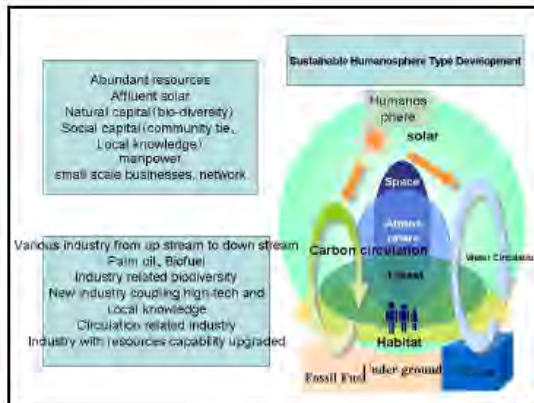 Sustainable Humanosphere Type Development
Abundant resources
Affluent solar
Natural capital(bio-diversity)
Social capital(community tie、
Local knowledge)
manpower
small scale businesses, network
Various industry from up stream to down stream
Palm oil、Biofuel
Industry related biodiversity
New industry coupling high-tech and
Local knowledge
Circulation related industry
Industry with resources capability upgraded
Humanos
phere
solar
Space
Atmos
phere
Carbon circulation
Water Circulation
Forest
Habitat
Fossil Fuel
under ground